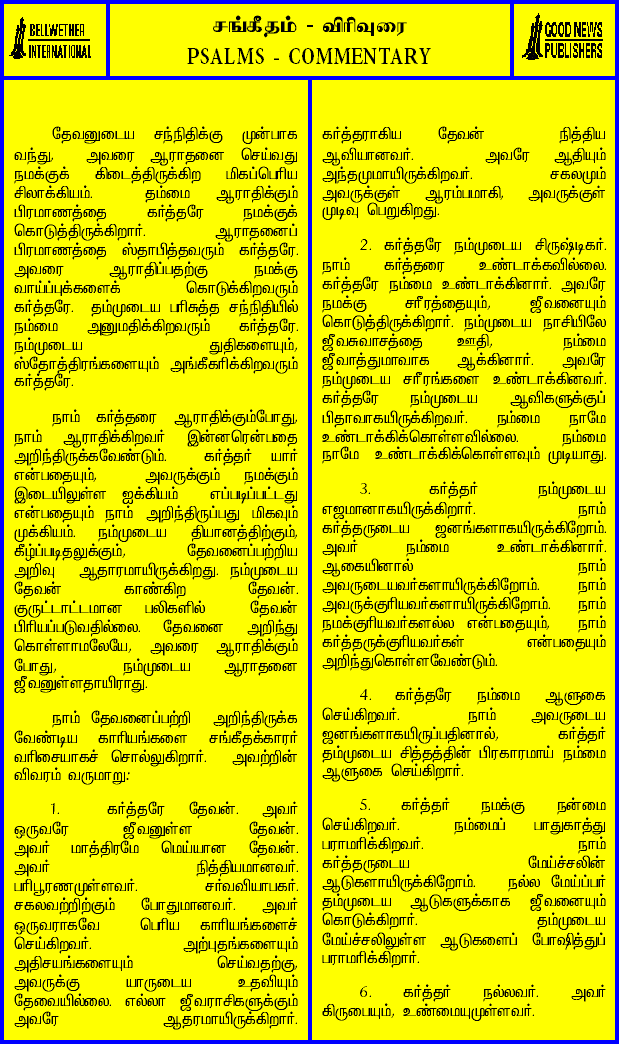 BELLWETHER
INTERNATIONAL
சங்கீதம் - விரிவுரை
PSALMS - COMMENTARY
GOOD NEWS
PUBLISHERS
தேவனுடைய சந்நிதிக்கு முன்பாக
வந்து, அவரை ஆராதனை செய்வது
நமக்குக் கிடைத்திருக்கிற மிகப்பெரிய
சிலாக்கியம். தம்மை ஆராதிக்கும்
பிரமாணத்தை கர்த்தரே நமக்குக்
கொடுத்திருக்கிறார். ஆராதனைப்
பிரமாணத்தை ஸ்தாபித்தவரும் கர்த்தரே.
அவரை ஆராதிப்பதற்கு நமக்கு
வாய்ப்புக்களைக் கொடுக்கிறவரும்
கர்த்தரே. தம்முடைய பரிசுத்த சந்நிதியில்
நம்மை அனுமதிக்கிறவரும் கர்த்தரே.
நம்முடைய துதிகளையும்,
ஸ்தோத்திரங்களையும் அங்கீகரிக்கிறவரும்
கர்த்தரே.
நாம் கர்த்தரை ஆராதிக்கும்போது,
நாம் ஆராதிக்கிறவர் இன்னரென்பதை
அறிந்திருக்கவேண்டும். கர்த்தர் யார்
என்பதையும், அவருக்கும் நமக்கும்
இடையிலுள்ள ஐக்கியம் எப்படிப்பட்டது
என்பதையும் நாம் அறிந்திருப்பது மிகவும்
முக்கியம். நம்முடைய தியானத்திற்கும்,
கீழ்ப்படிதலுக்கும், தேவனைப்பற்றிய
அறிவு ஆதாரமாயிருக்கிறது. நம்முடைய
தேவன் காண்கிற தேவன்.
குருட்டாட்டமான பலிகளில் தேவன்
பிரியப்படுவதில்லை. தேவனை அறிந்து
கொள்ளாமலேயே, அவரை ஆராதிக்கும்
போது, நம்முடைய ஆராதனை
ஜீவனுள்ளதாயிராது.
நாம் தேவனைப்பற்றி அறிந்திருக்க
வேண்டிய காரியங்களை சங்கீதக்காரர்
வரிசையாகச் சொல்லுகிறார். அவற்றின்
விவரம் வருமாறு:
1. கர்த்தரே தேவன். அவர்
ஒருவரே ஜீவனுள்ள தேவன்.
அவர் மாத்திரமே மெய்யான தேவன்.
அவர் நித்தியமானவர்.
பரிபூரணமுள்ளவர். சர்வவியாபகர்.
சகலவற்றிற்கும் போதுமானவர். அவர்
ஒருவராகவே பெரிய காரியங்களைச்
செய்கிறவர். அற்புதங்களையும்
அதிசயங்களையும் செய்வதற்கு,
அவருக்கு யாருடைய உதவியும்
தேவையில்லை. எல்லா ஜீவராசிகளுக்கும்
அவரே ஆதரமாயிருக்கிறார்.
கர்த்தராகிய தேவன் நித்திய
ஆவியானவர். அவரே ஆதியும்
அந்தமுமாயிருக்கிறவர். சகலமும்
அவருக்குள் ஆரம்பமாகி, அவருக்குள்
முடிவு பெறுகிறது.
2. கர்த்தரே நம்முடைய சிருஷ்டிகர்.
நாம் கர்த்தரை உண்டாக்கவில்லை.
கர்த்தரே நம்மை உண்டாக்கினார். அவரே
நமக்கு சரீரத்தையும், ஜீவனையும்
கொடுத்திருக்கிறார். நம்முடைய நாசியிலே
ஜீவசுவாசத்தை ஊதி, நம்மை
ஜீவாத்துமாவாக ஆக்கினார். அவரே
நம்முடைய சரீரங்களை உண்டாக்கினவர்.
கர்த்தரே நம்முடைய ஆவிகளுக்குப்
பிதாவாகயிருக்கிறவர். நம்மை நாமே
உண்டாக்கிக்கொள்ளவில்லை. நம்மை
நாமே உண்டாக்கிக்கொள்ளவும் முடியாது.
3. கர்த்தர் நம்முடைய
எஜமானாகயிருக்கிறார். நாம்
கர்த்தருடைய ஜனங்களாகயிருக்கிறோம்.
அவர் நம்மை உண்டாக்கினார்.
ஆகையினால் நாம்
அவருடையவர்களாயிருக்கிறோம். நாம்
அவருக்குரியவர்களாயிருக்கிறோம். நாம்
நமக்குரியவர்களல்ல என்பதையும், நாம்
கர்த்தருக்குரியவர்கள் என்பதையும்
அறிந்துகொள்ளவேண்டும்.
4. கர்த்தரே நம்மை ஆளுகை
செய்கிறவர். நாம் அவருடைய
ஜனங்களாகயிருப்பதினால், கர்த்தர்
தம்முடைய சித்தத்தின் பிரகாரமாய் நம்மை
ஆளுகை செய்கிறார்.
5. கர்த்தர் நமக்கு நன்மை
செய்கிறவர். நம்மைப் பாதுகாத்து
பராமரிக்கிறவர். நாம்
கர்த்தருடைய மேய்ச்சலின்
ஆடுகளாயிருக்கிறோம். நல்ல மேய்ப்பர்
தம்முடைய ஆடுகளுக்காக ஜீவனையும்
கொடுக்கிறார். தம்முடைய
மேய்ச்சலிலுள்ள ஆடுகளைப் போஷித்துப்
பராமரிக்கிறார்.
6. கர்த்தர் நல்லவர். அவர்
கிருபையும், உண்மையுமுள்ளவர்.